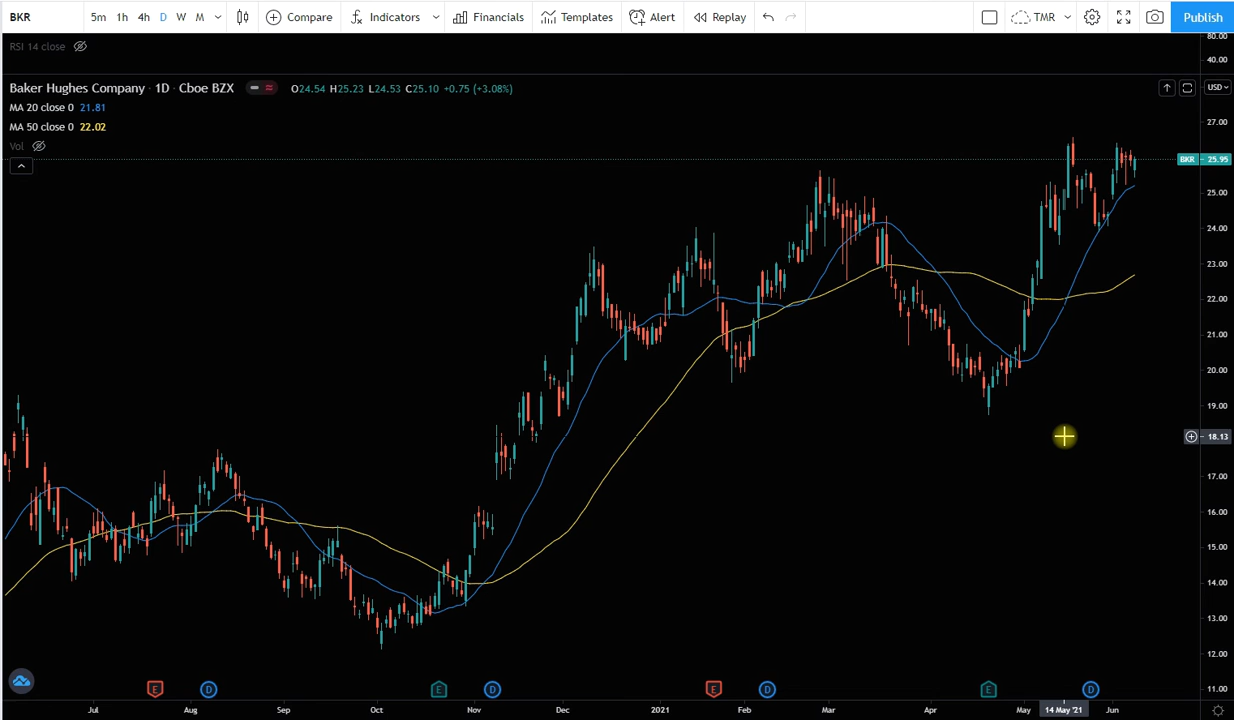 BKR 5m 1h 4h D W M Compare Indicators Financials Templates Alert Replay TMR Publish
RSI 14 close
80.00
40.00
Baker Hughes Company · 1D · Cboe BZX O24.54 H25.23 L24.53 C25.10 +0.75 (+3.08%)
USD
MA 20 close 0 21.81
MA 50 close 0 22.02
Vol
27.00
BKR 25.95
25.00
24.00
23.00
22.00
21.00
20.00
19.00
18.13
17.00
16.00
15.00
14.00
13.00
12.00
11.00
E D E D E D E D
Jul Aug Sep Oct Nov Dec 2021 Feb Mar Apr May 14 May '21 Jun